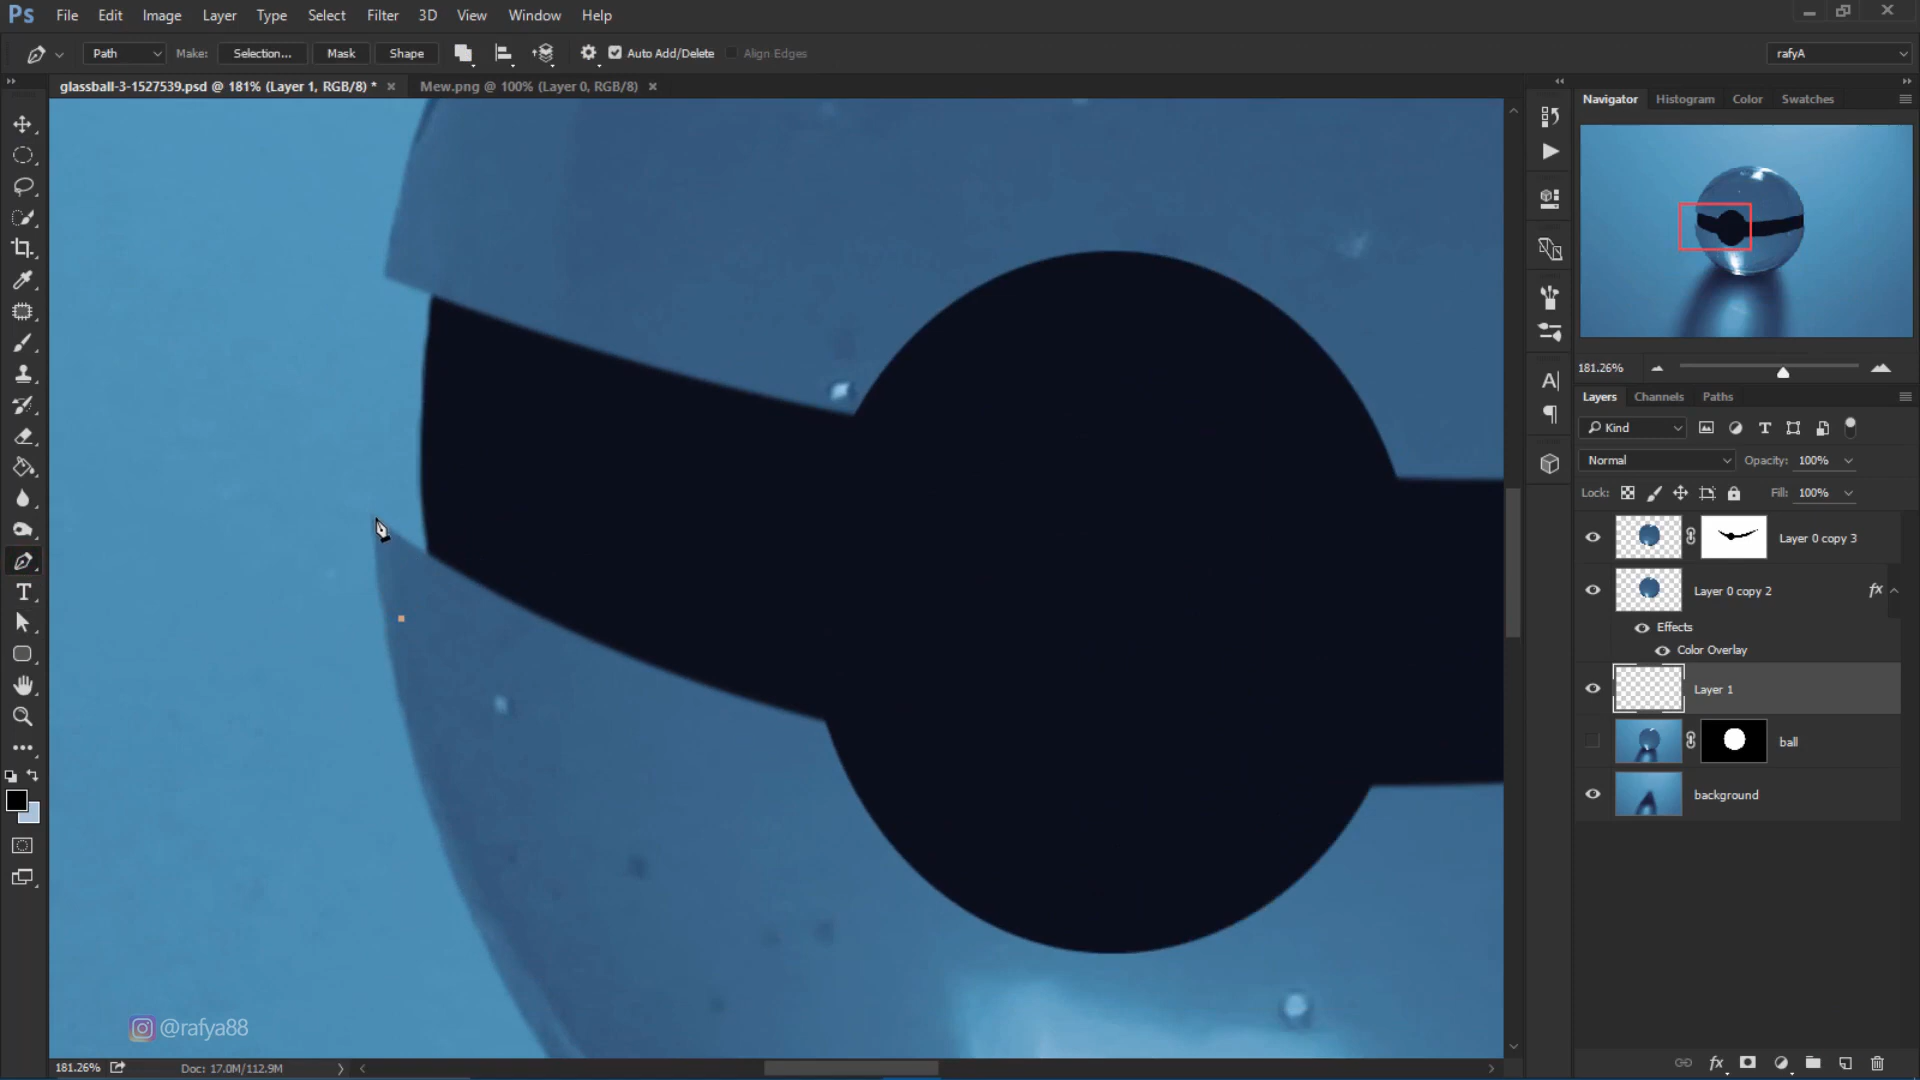 Ps File Edit Image Layer Type Select Filter 3D View Window Help
Path Make: Selection... Mask Shape Auto Add/Delete Align Edges rafyA
glassball-3-1527539.psd @ 181% (Layer 1, RGB/8) * × Mew.png @ 100% (Layer 0, RGB/8) ×
Navigator Histogram Color Swatches
181.26%
Layers Channels Paths
Kind
Normal Opacity: 100%
Lock: Fill: 100%
Layer 0 copy 3
Layer 0 copy 2 fx
Effects
Color Overlay
Layer 1
ball
background
@rafya88
181.26% Doc: 17.0M/112.9M